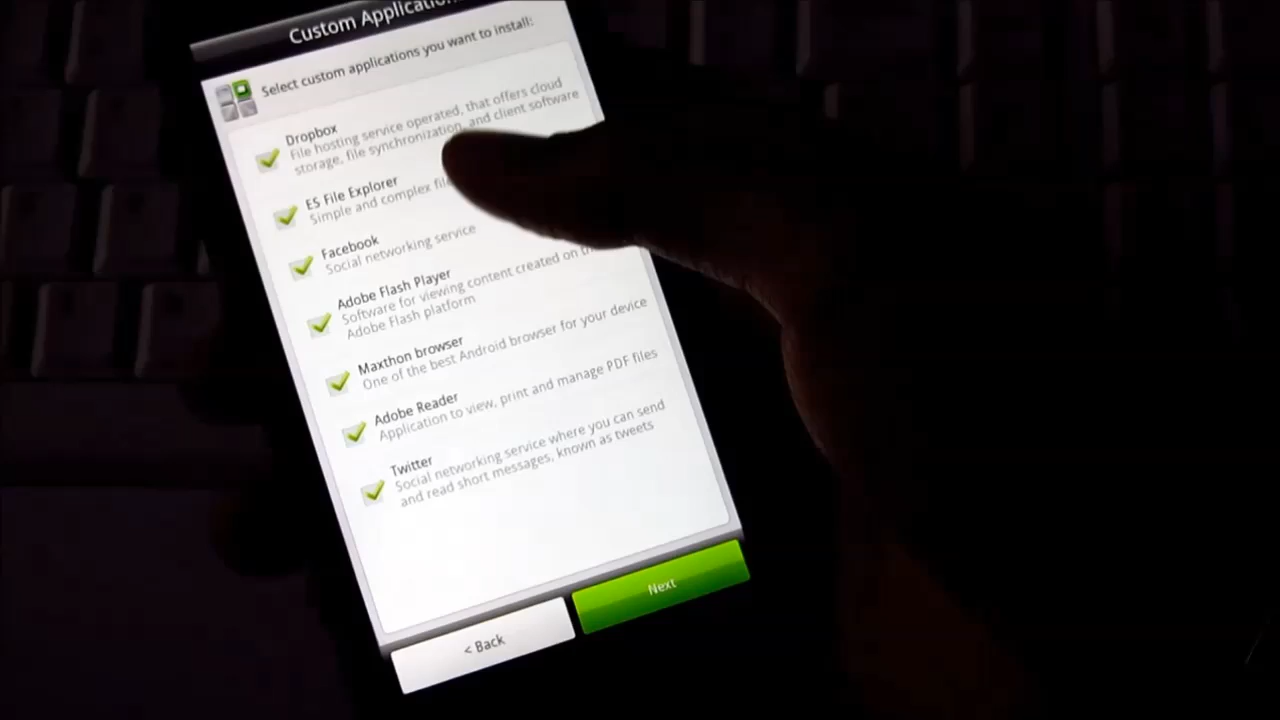 Custom
Select custom applications you want to install:
Dropbox
File hosting service operated, that offers cloud
storage, file synchronization, and client software
ES File Explorer
Simple and complex
Facebook
Social networking service
Adobe Flash Player
Software for viewing content created on
Adobe Flash platform
Maxthon browser
One of the best Android browser for your device
Adobe Reader
Application to view, print and manage PDF files
Twitter
Social networking service where you can send
and read short messages, known as tweets
Next
< Back